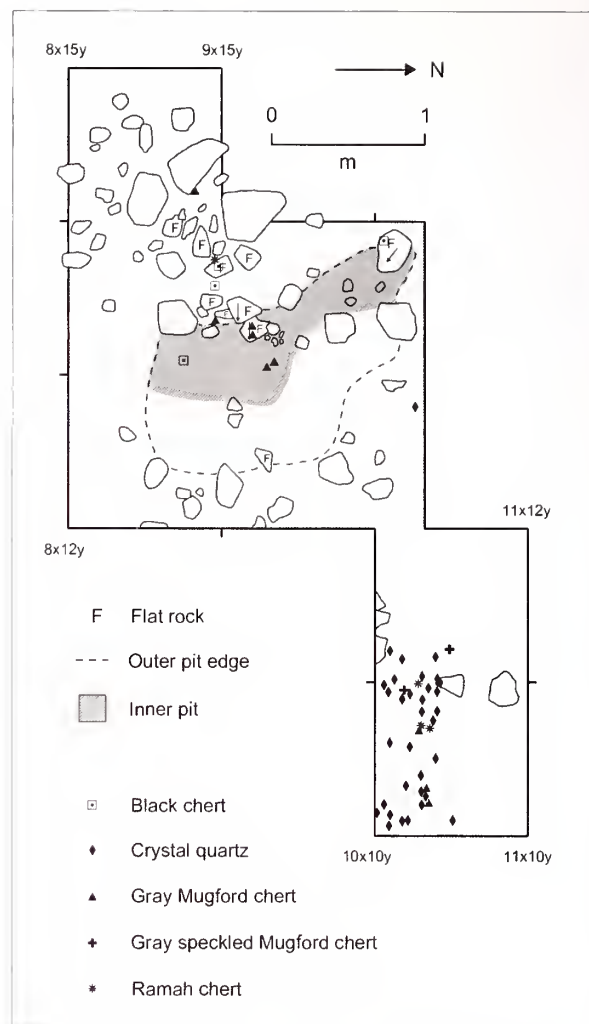 8x15y
9x15y
N
0
1
m
F
F
F
F
F
F
F
F
F
F
11x12y
8x12y
F Flat rock
Outer pit edge
Inner pit
Black chert
Crystal quartz
Gray Mugford chert
Gray speckled Mugford chert
Ramah chert
10x10y
11x10y